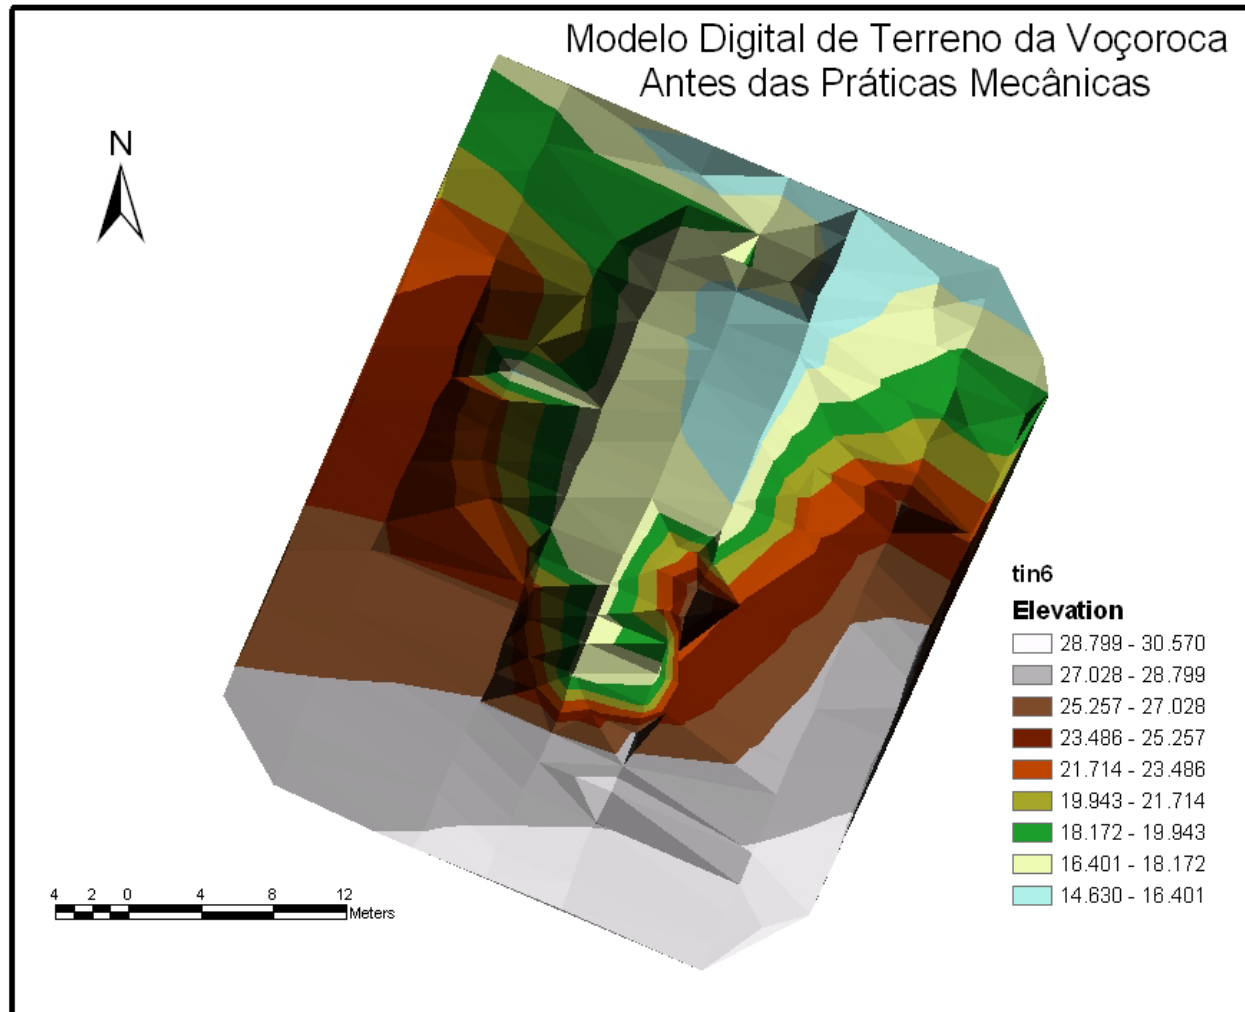 Modelo Digital de Terreno da Voçoroca
Antes das Práticas Mecânicas
N
tin6
Elevation
28.799 - 30.570
27.028 - 28.799
25.257 - 27.028
23.486 - 25.257
21.714 - 23.486
19.943 - 21.714
18.172 - 19.943
16.401 - 18.172
14.630 - 16.401
4 2 0 4 8 12
Meters